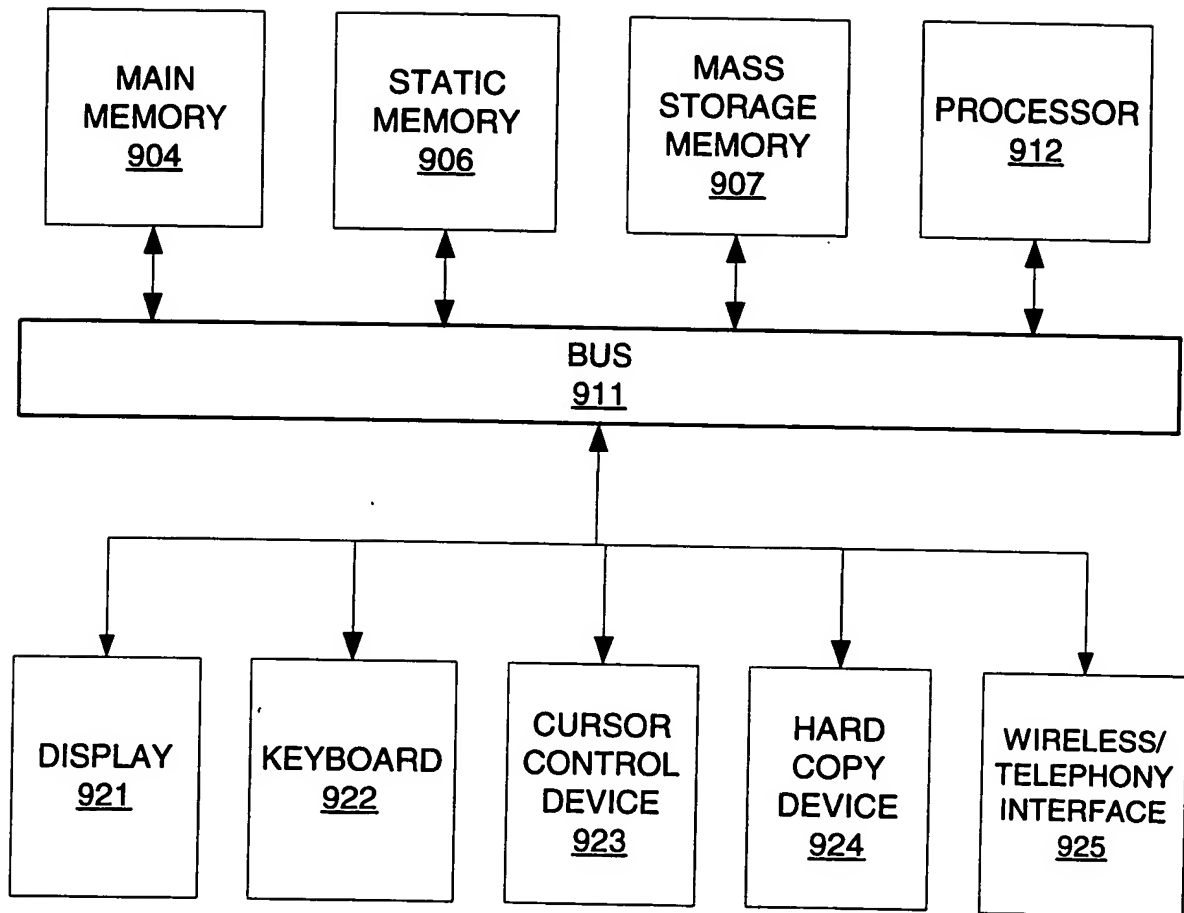 MAIN
MEMORY
904
STATIC
MEMORY
906
MASS
STORAGE
MEMORY
907
PROCESSOR
912
BUS
911
DISPLAY
921
KEYBOARD
922
CURSOR
CONTROL
DEVICE
923
HARD
COPY
DEVICE
924
WIRELESS/
TELEPHONY
INTERFACE
925